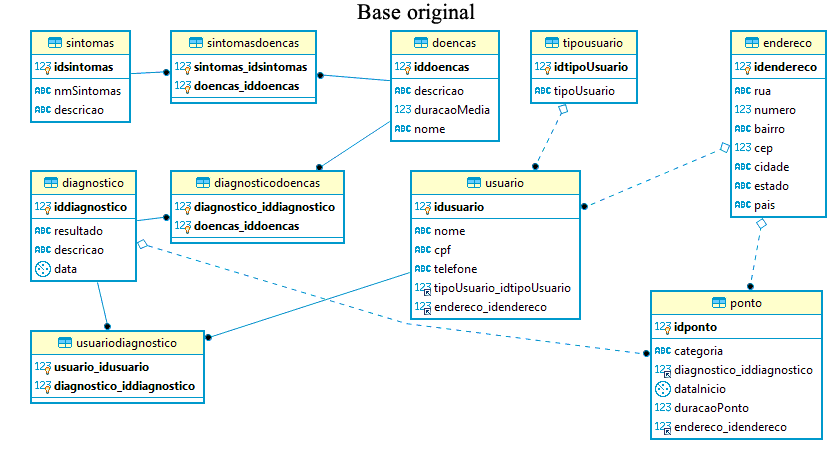 Base original
sintomas
123 idsintomas
ABC nmSintomas
ABC descricao
sintomasdoencas
123 sintomas_idsintomas
123 doencas_iddoencas
doencas
123 iddoencas
ABC descricao
123 duracaoMedia
ABC nome
tipousuario
123 idtipoUsuario
ABC tipoUsuario
endereco
123 idendereco
ABC rua
123 numero
ABC bairro
123 cep
ABC cidade
ABC estado
ABC pais
diagnostico
123 iddiagnostico
ABC resultado
ABC descricao
data
diagnosticodoencas
123 diagnostico_iddiagnostico
123 doencas_iddoencas
usuario
123 idusuario
ABC nome
ABC cpf
ABC telefone
123 tipoUsuario_idtipoUsuario
123 endereco_idendereco
usuariodiagnostico
123 usuario_idusuario
123 diagnostico_iddiagnostico
ponto
123 idponto
ABC categoria
123 diagnostico_iddiagnostico
dataInicio
123 duracaoPonto
123 endereco_idendereco